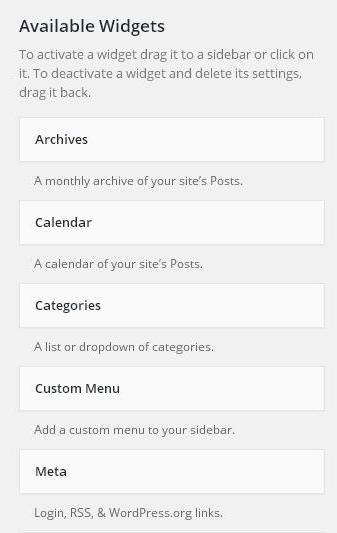 Available Widgets
To activate a widget drag it to a sidebar or click on
it. To deactivate a widget and delete its settings,
drag it back.
Archives
A monthly archive of your site’s Posts.
Calendar
A calendar of your site’s Posts.
Categories
A list or dropdown of categories.
Custom Menu
Add a custom menu to your sidebar.
Meta
Login, RSS, & WordPress.org links.